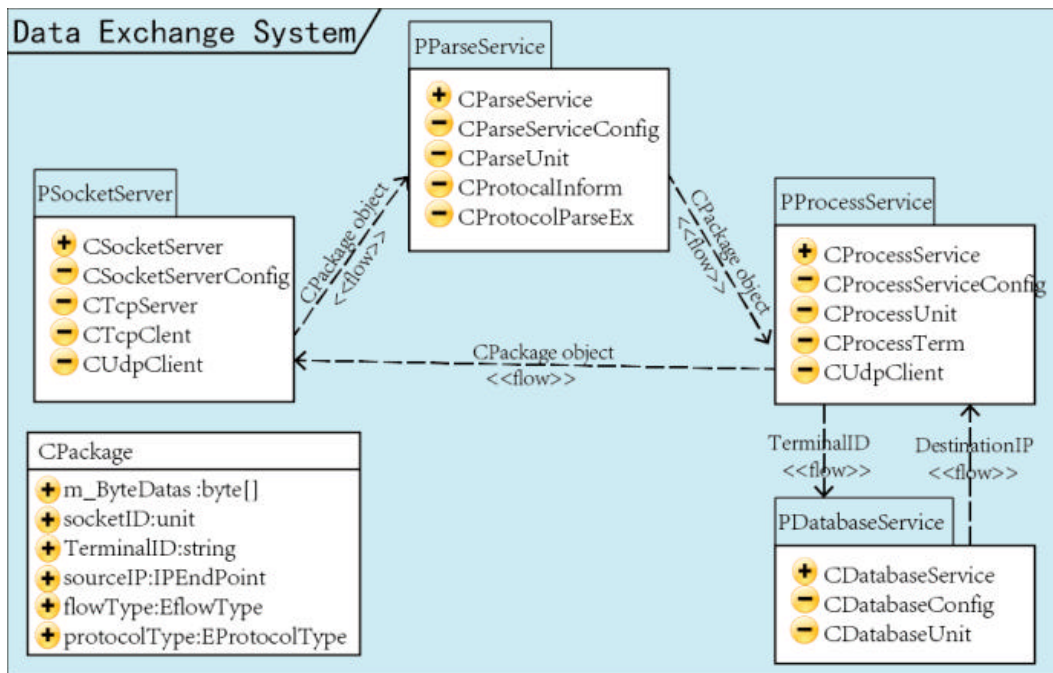 Data Exchange System
PParseService
CParseService
CParseServiceConfig
CParseUnit
CProtocalInform
CProtocolParseEx
PSocketServer
CSocketServer
CSocketServerConfig
CTcpServer
CTcpClent
CUdpClient
CPackage object
<<flow>>
CPackage object
<<flow>>
PProcessService
CProcessService
CProcessServiceConfig
CProcessUnit
CProcessTerm
CUdpClient
CPackage object
<<flow>>
TerminalID
<<flow>>
DestinationIP
<<flow>>
CPackage
m_ByteDatas :byte[]
socketID:unit
TerminalID:string
sourceIP:IPEndPoint
flowType:EflowType
protocolType:EProtocolType
PDatabaseService
CDatabaseService
CDatabaseConfig
CDatabaseUnit